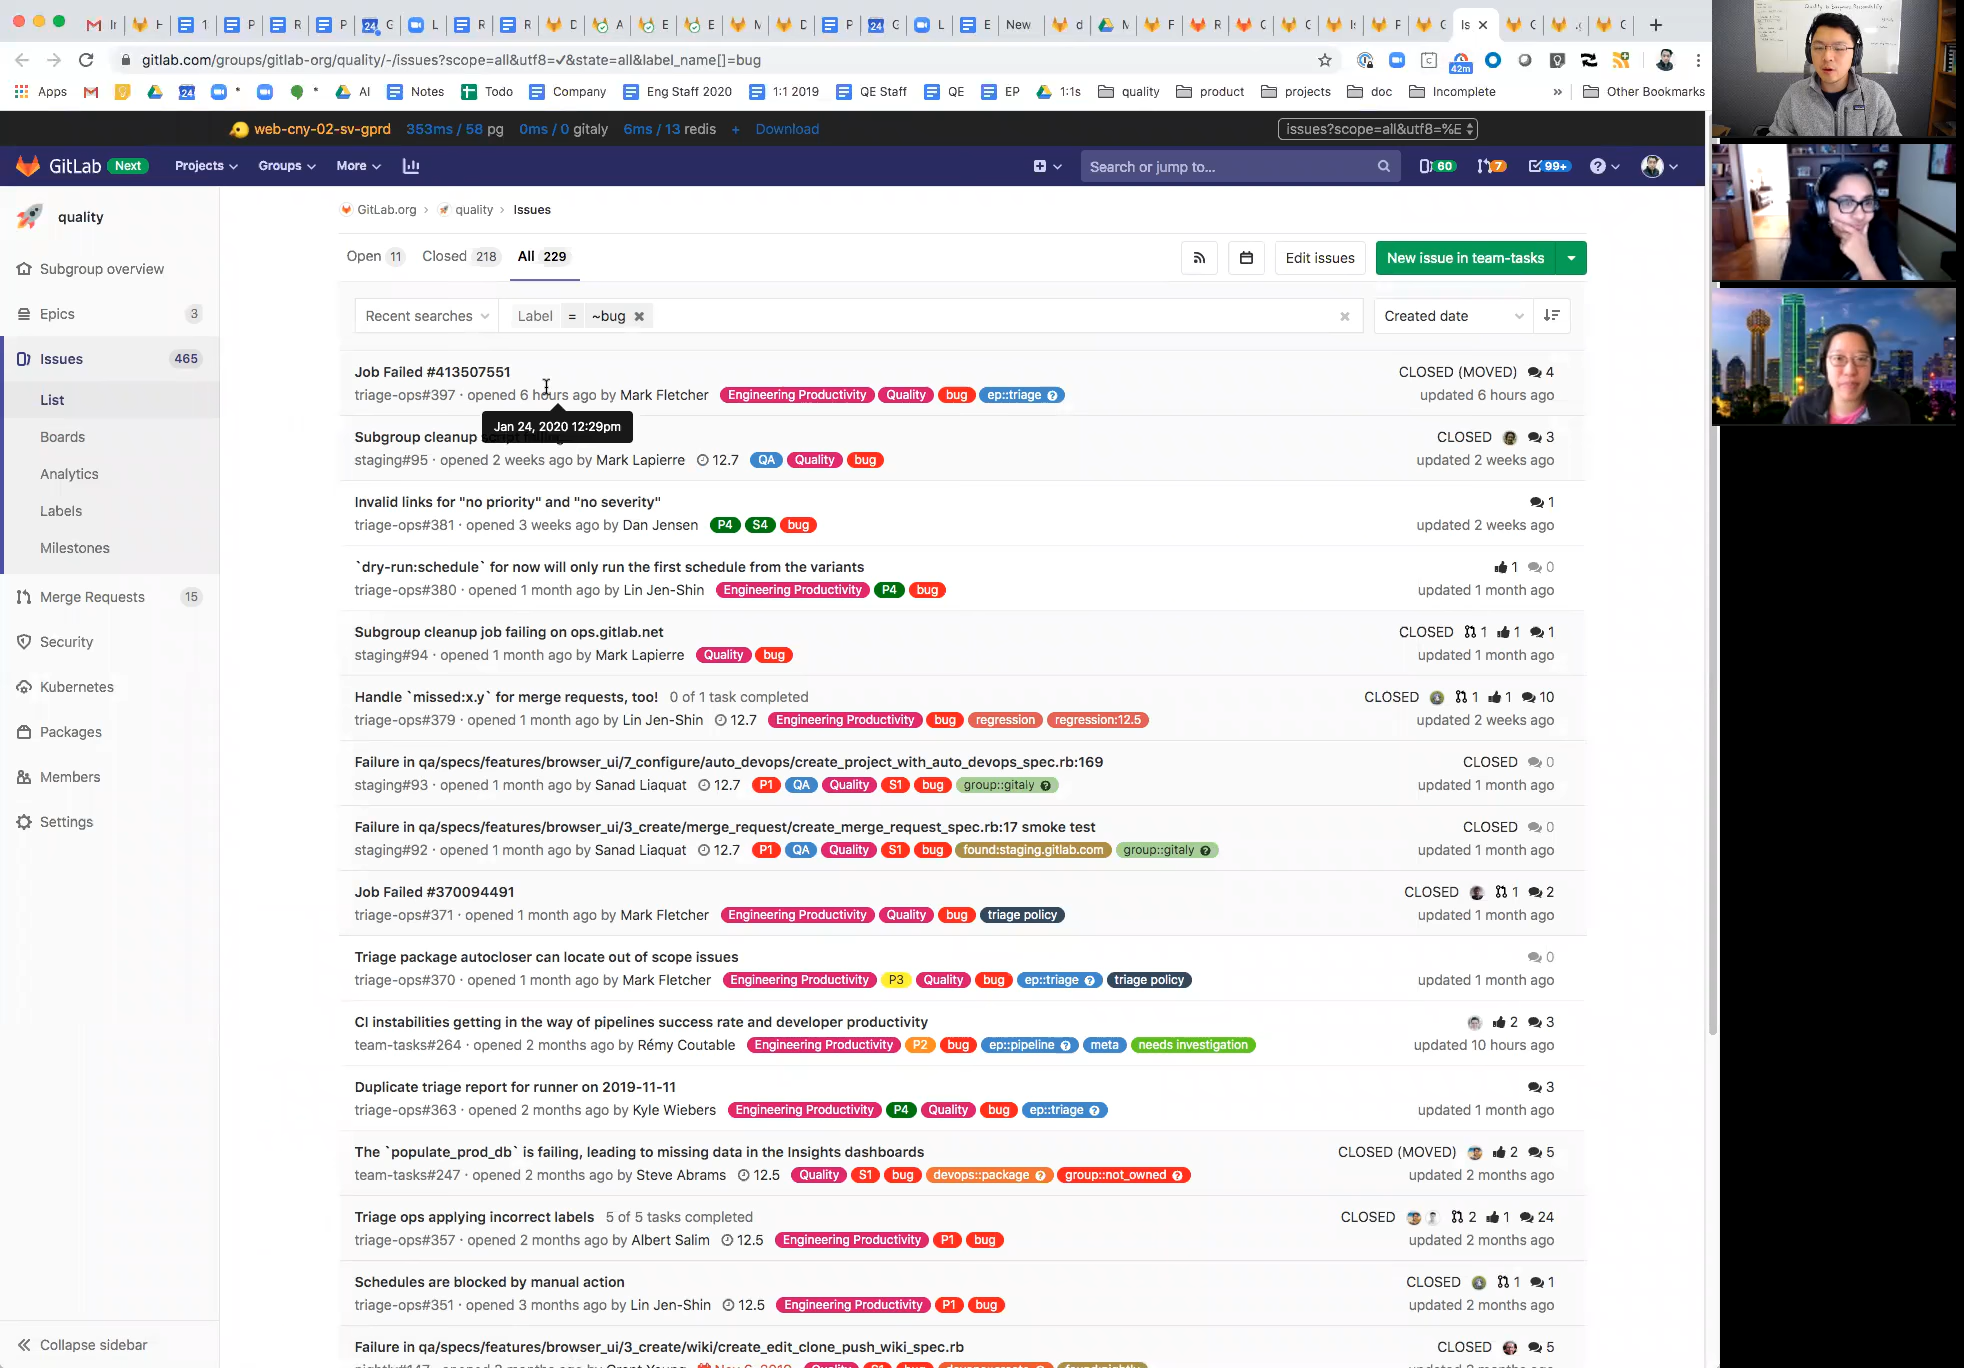 gitlab.com/groups/gitlab-org/quality/-/issues?scope=all&utf8=✓&state=all&label_name[]=bug
42m
Apps
24
*
*
AI
Notes
Todo
Company
Eng Staff 2020
1:1 2019
QE Staff
QE
EP
1:1s
quality
product
projects
doc
Incomplete
»
Other Bookmarks
web-cny-02-sv-gprd 353ms / 58 pg 0ms / 0 gitaly 6ms / 13 redis + Download
issues?scope=all&utf8=%E
GitLab Next Projects Groups More
Search or jump to...
60 7 99+
quality
Subgroup overview
Epics 3
Issues 465
List
Boards
Analytics
Labels
Milestones
Merge Requests 15
Security
Kubernetes
Packages
Members
Settings
« Collapse sidebar
GitLab.org › quality › Issues
Open 11 Closed 218 All 229
Edit issues New issue in team-tasks
Recent searches Label = ~bug Created date
Job Failed #413507551 CLOSED (MOVED) 4
triage-ops#397 · opened 6 hours ago by Mark Fletcher Engineering Productivity Quality bug ep::triage updated 6 hours ago
Jan 24, 2020 12:29pm
Subgroup cleanup CLOSED 3
staging#95 · opened 2 weeks ago by Mark Lapierre 12.7 QA Quality bug updated 2 weeks ago
Invalid links for "no priority" and "no severity" 1
triage-ops#381 · opened 3 weeks ago by Dan Jensen P4 S4 bug updated 2 weeks ago
`dry-run:schedule` for now will only run the first schedule from the variants 1 0
triage-ops#380 · opened 1 month ago by Lin Jen-Shin Engineering Productivity P4 bug updated 1 month ago
Subgroup cleanup job failing on ops.gitlab.net CLOSED 1 1 1
staging#94 · opened 1 month ago by Mark Lapierre Quality bug updated 1 month ago
Handle `missed:x.y` for merge requests, too! 0 of 1 task completed CLOSED 1 1 10
triage-ops#379 · opened 1 month ago by Lin Jen-Shin 12.7 Engineering Productivity bug regression regression:12.5 updated 2 weeks ago
Failure in qa/specs/features/browser_ui/7_configure/auto_devops/create_project_with_auto_devops_spec.rb:169 CLOSED 0
staging#93 · opened 1 month ago by Sanad Liaquat 12.7 P1 QA Quality S1 bug group::gitaly updated 1 month ago
Failure in qa/specs/features/browser_ui/3_create/merge_request/create_merge_request_spec.rb:17 smoke test CLOSED 0
staging#92 · opened 1 month ago by Sanad Liaquat 12.7 P1 QA Quality S1 bug found:staging.gitlab.com group::gitaly updated 1 month ago
Job Failed #370094491 CLOSED 1 2
triage-ops#371 · opened 1 month ago by Mark Fletcher Engineering Productivity Quality bug triage policy updated 1 month ago
Triage package autocloser can locate out of scope issues 0
triage-ops#370 · opened 1 month ago by Mark Fletcher Engineering Productivity P3 Quality bug ep::triage triage policy updated 1 month ago
CI instabilities getting in the way of pipelines success rate and developer productivity 2 3
team-tasks#264 · opened 2 months ago by Rémy Coutable Engineering Productivity P2 bug ep::pipeline meta needs investigation updated 10 hours ago
Duplicate triage report for runner on 2019-11-11 3
triage-ops#363 · opened 2 months ago by Kyle Wiebers Engineering Productivity P4 Quality bug ep::triage updated 1 month ago
The `populate_prod_db` is failing, leading to missing data in the Insights dashboards CLOSED (MOVED) 2 5
team-tasks#247 · opened 2 months ago by Steve Abrams 12.5 Quality S1 bug devops::package group::not_owned updated 2 months ago
Triage ops applying incorrect labels 5 of 5 tasks completed CLOSED 2 1 24
triage-ops#357 · opened 2 months ago by Albert Salim 12.5 Engineering Productivity P1 bug updated 2 months ago
Schedules are blocked by manual action CLOSED 1 1
triage-ops#351 · opened 3 months ago by Lin Jen-Shin 12.5 Engineering Productivity P1 bug updated 2 months ago
Failure in qa/specs/features/browser_ui/3_create/wiki/create_edit_clone_push_wiki_spec.rb CLOSED 5